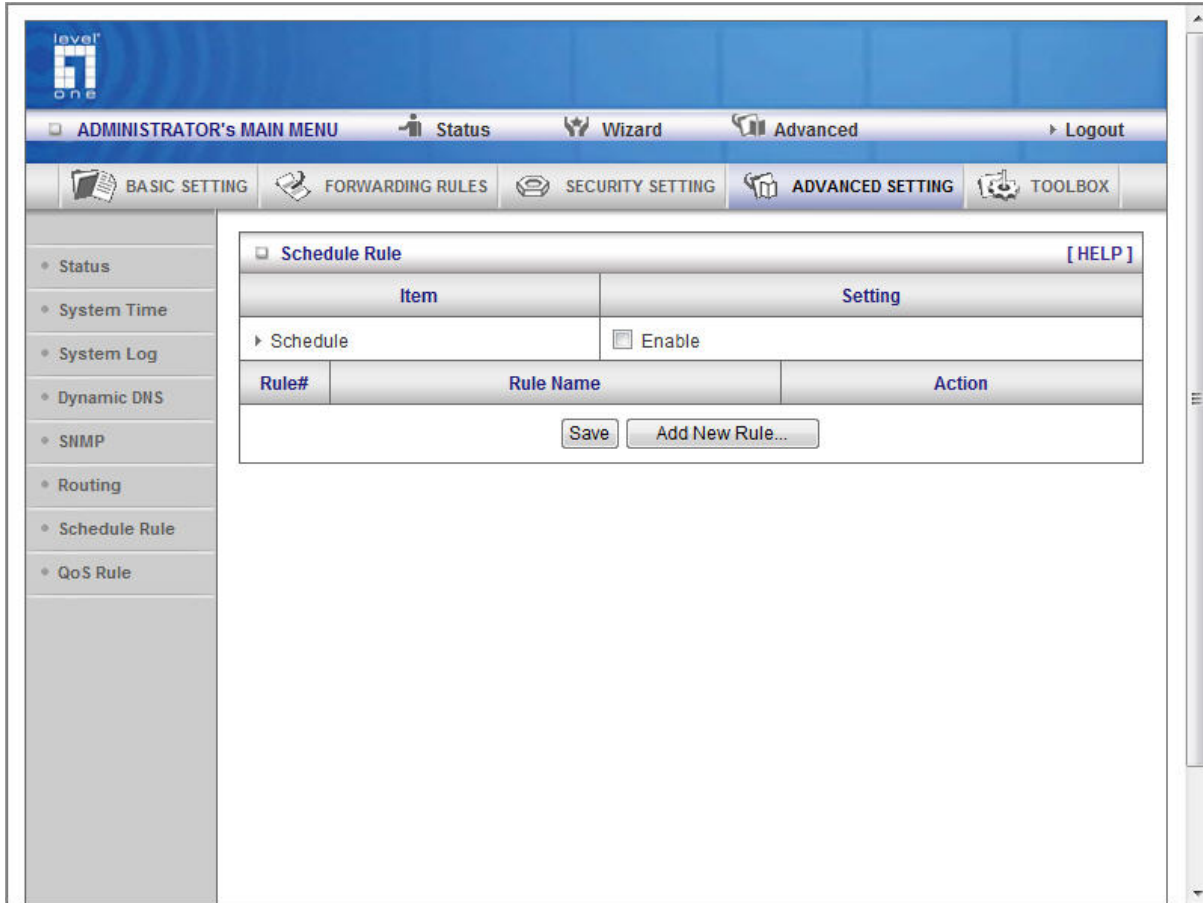 level
one
ADMINISTRATOR's MAIN MENU Status Wizard Advanced Logout
BASIC SETTING FORWARDING RULES SECURITY SETTING ADVANCED SETTING TOOLBOX
Status
System Time
System Log
Dynamic DNS
SNMP
Routing
Schedule Rule
QoS Rule
Schedule Rule [ HELP ]
Item Setting
Schedule Enable
Rule# Rule Name Action
Save Add New Rule...